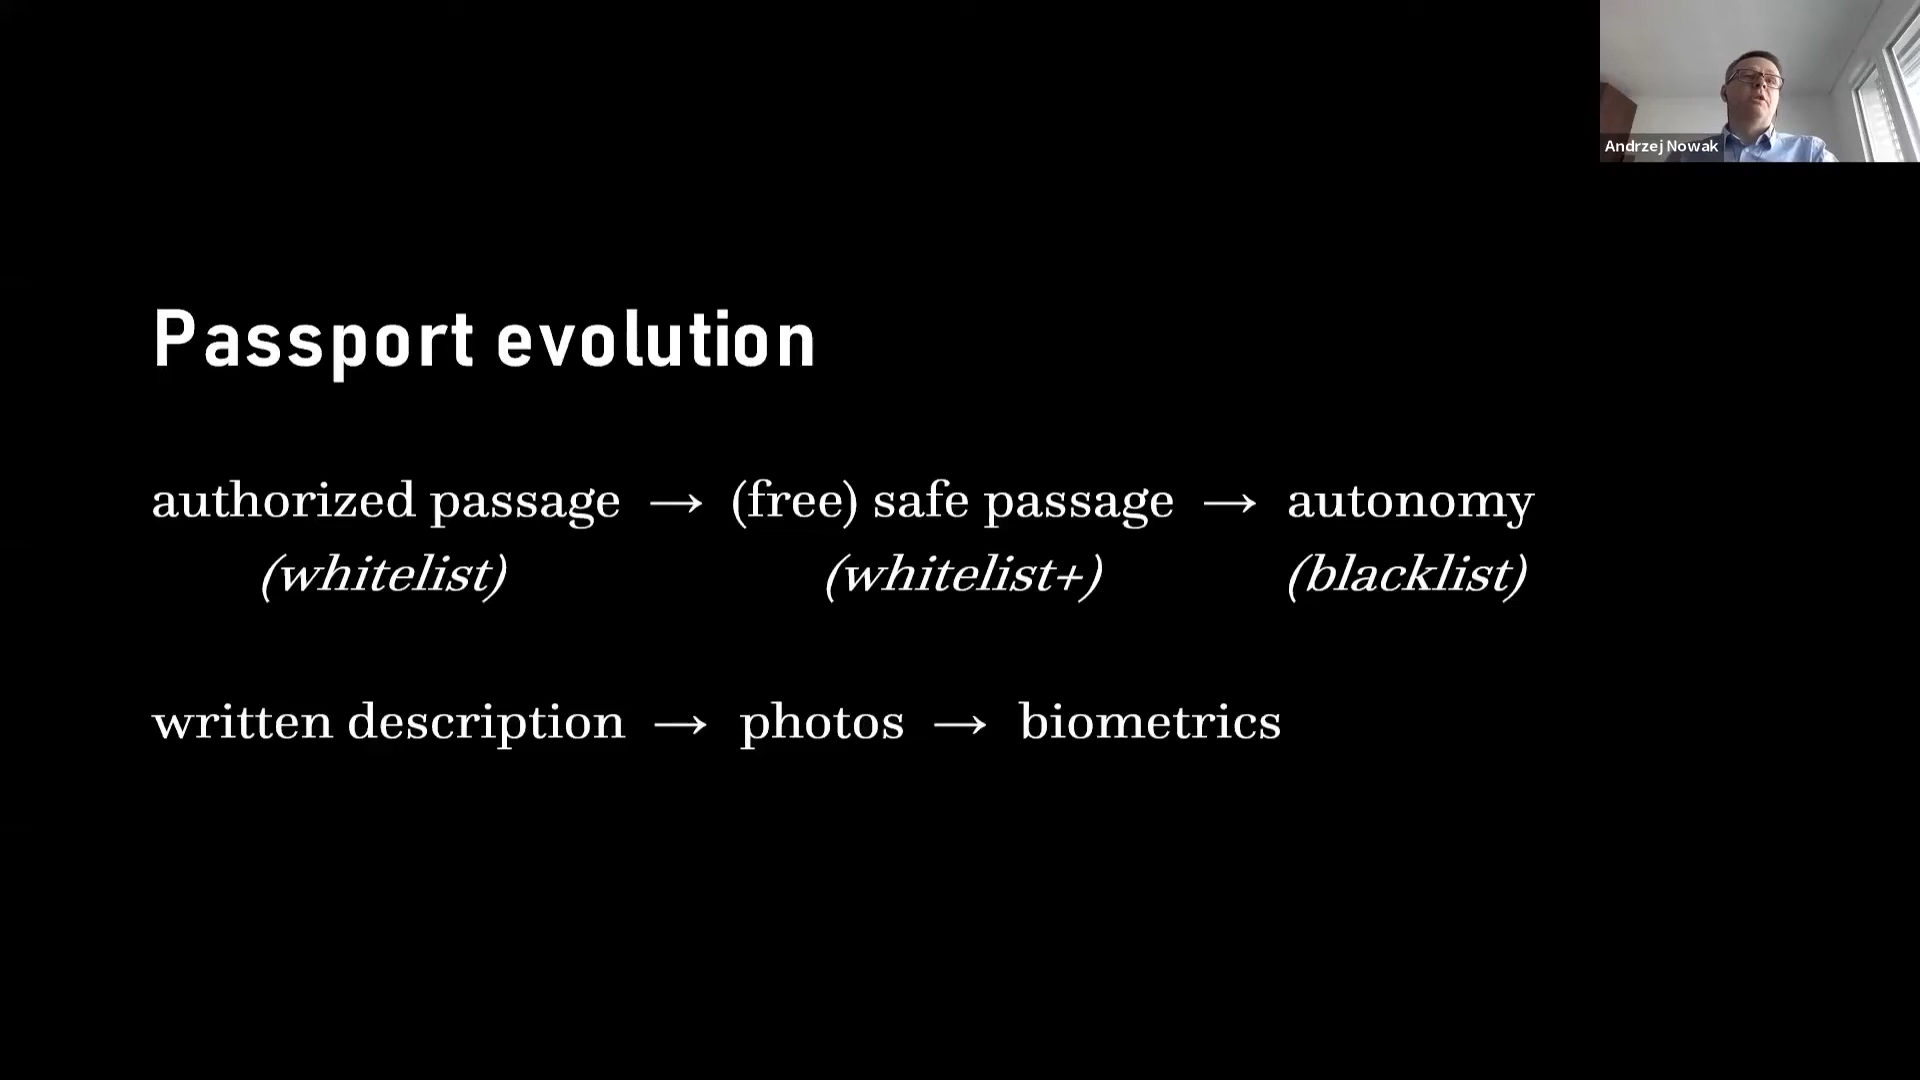 Andrzej Nowak
Passport evolution
authorized passage → (free) safe passage → autonomy
(whitelist) (whitelist+) (blacklist)
written description → photos → biometrics